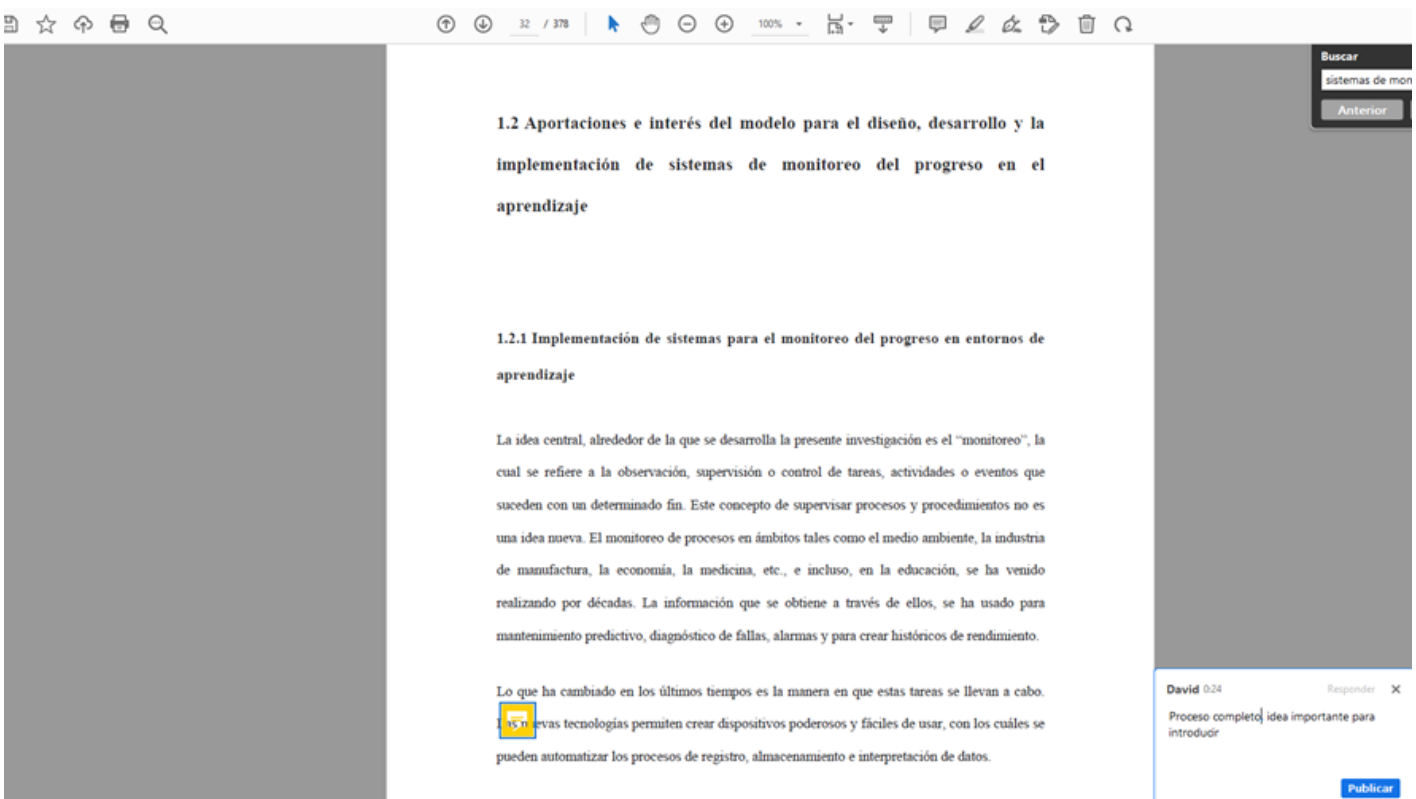 32 / 378
100%
Buscar
sistemas de mon
Anterior
1.2 Aportaciones e interés del modelo para el diseño, desarrollo y la
implementación de sistemas de monitoreo del progreso en el
aprendizaje
1.2.1 Implementación de sistemas para el monitoreo del progreso en entornos de
aprendizaje
La idea central, alrededor de la que se desarrolla la presente investigación es el “monitoreo”, la
cual se refiere a la observación, supervisión o control de tareas, actividades o eventos que
suceden con un determinado fin. Este concepto de supervisar procesos y procedimientos no es
una idea nueva. El monitoreo de procesos en ámbitos tales como el medio ambiente, la industria
de manufactura, la economía, la medicina, etc., e incluso, en la educación, se ha venido
realizando por décadas. La información que se obtiene a través de ellos, se ha usado para
mantenimiento predictivo, diagnóstico de fallas, alarmas y para crear históricos de rendimiento.
Lo que ha cambiado en los últimos tiempos es la manera en que estas tareas se llevan a cabo.
Las nuevas tecnologías permiten crear dispositivos poderosos y fáciles de usar, con los cuáles se
pueden automatizar los procesos de registro, almacenamiento e interpretación de datos.
David 0:24 Responder
Proceso completo, idea importante para
introducir
Publicar